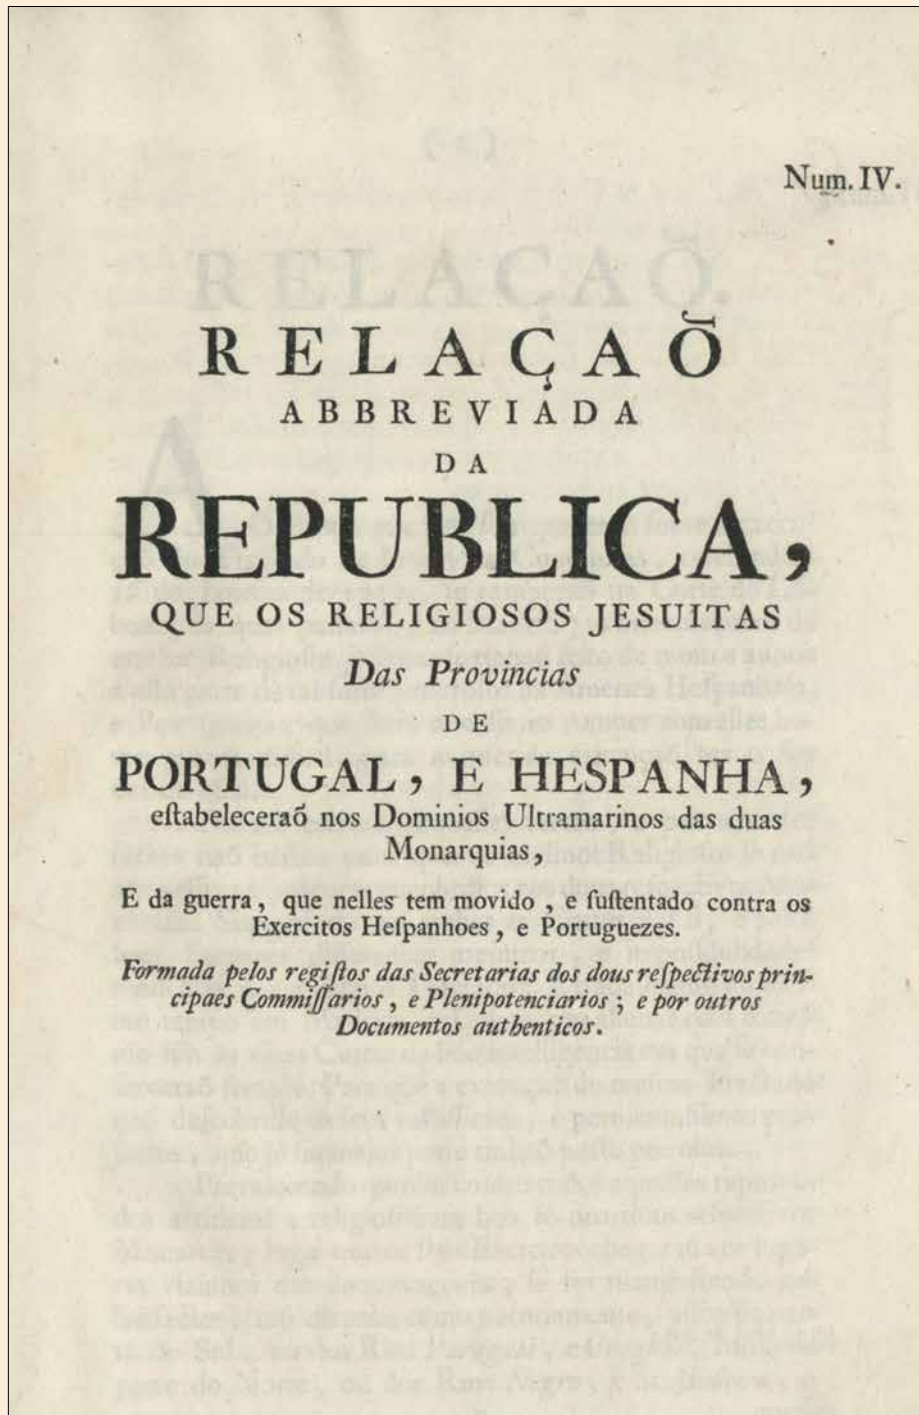 Num. IV.
RELAÇAÕ
ABBREVIADA
DA
REPUBLICA,
QUE OS RELIGIOSOS JESUITAS
Das Provincias
DE
PORTUGAL, E HESPANHA,
eſtabeleceraõ nos Dominios Ultramarinos das duas
Monarquias,
E da guerra, que nelles tem movido, e ſuſtentado contra os
Exercitos Heſpanhoes, e Portuguezes.
Formada pelos regiſtos das Secretarias dos dous reſpectivos prin-
cipaes Commiſſarios, e Plenipotenciarios; e por outros
Documentos authenticos.